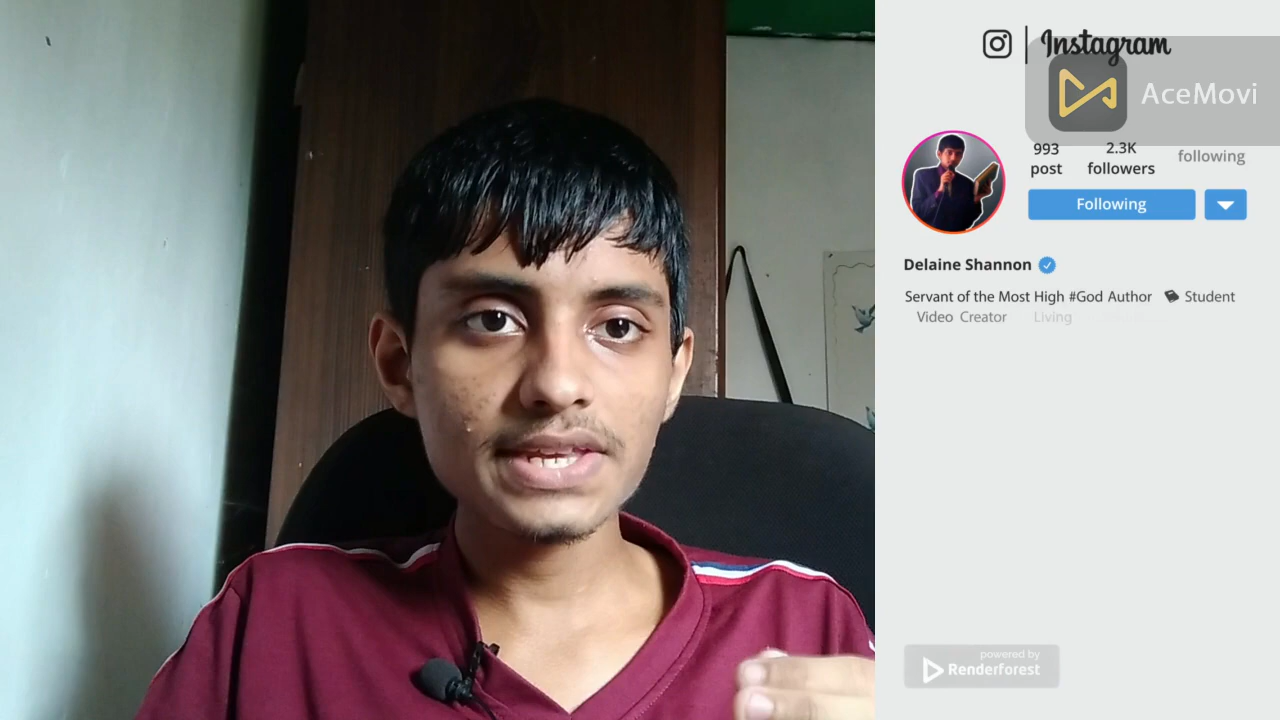 Instagram
AceMovi
993
post
2.3K
followers
following
Following
Delaine Shannon
Servant of the Most High #God Author Student
Video Creator Living
powered by
Renderforest